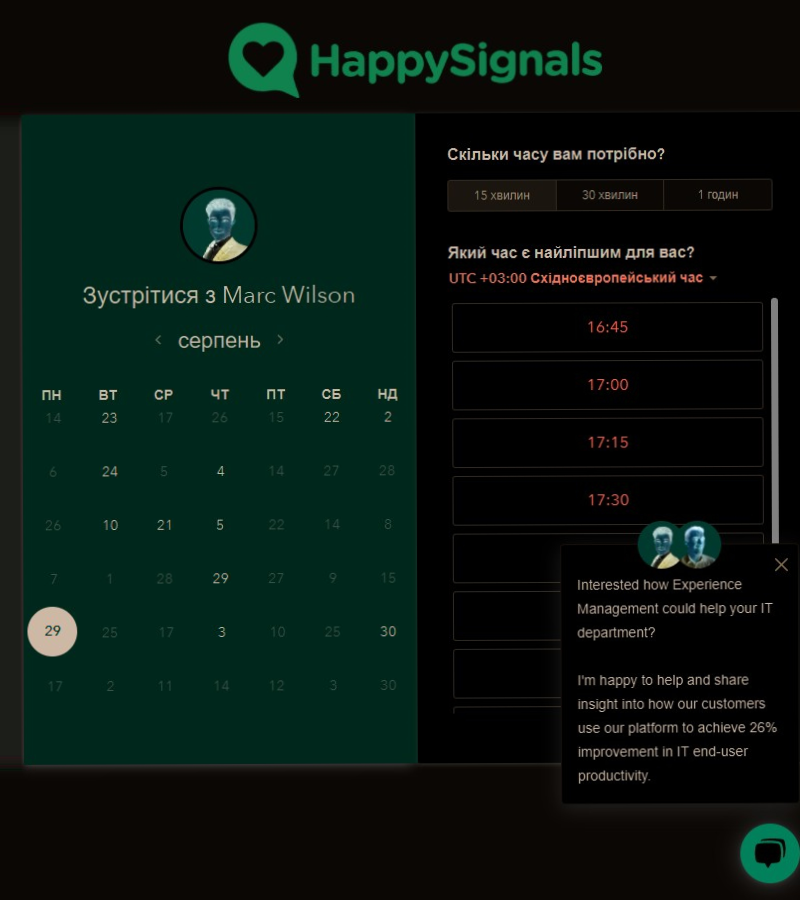 HappySignals
Зустрітися з Marc Wilson
серпень
ПН ВТ СР ЧТ ПТ СБ НД
14 23 17 26 15 22 2
6 24 5 4 14 27 28
26 10 21 5 22 14 8
7 1 28 29 27 9 15
29 25 17 3 10 25 30
17 2 11 14 12 3 30
Скільки часу вам потрібно?
15 хвилин 30 хвилин 1 годин
Який час є найліпшим для вас?
UTC +03:00 Східноєвропейський час
16:45
17:00
17:15
17:30
Interested how Experience
Management could help your IT
department?
I'm happy to help and share
insight into how our customers
use our platform to achieve 26%
improvement in IT end-user
productivity.